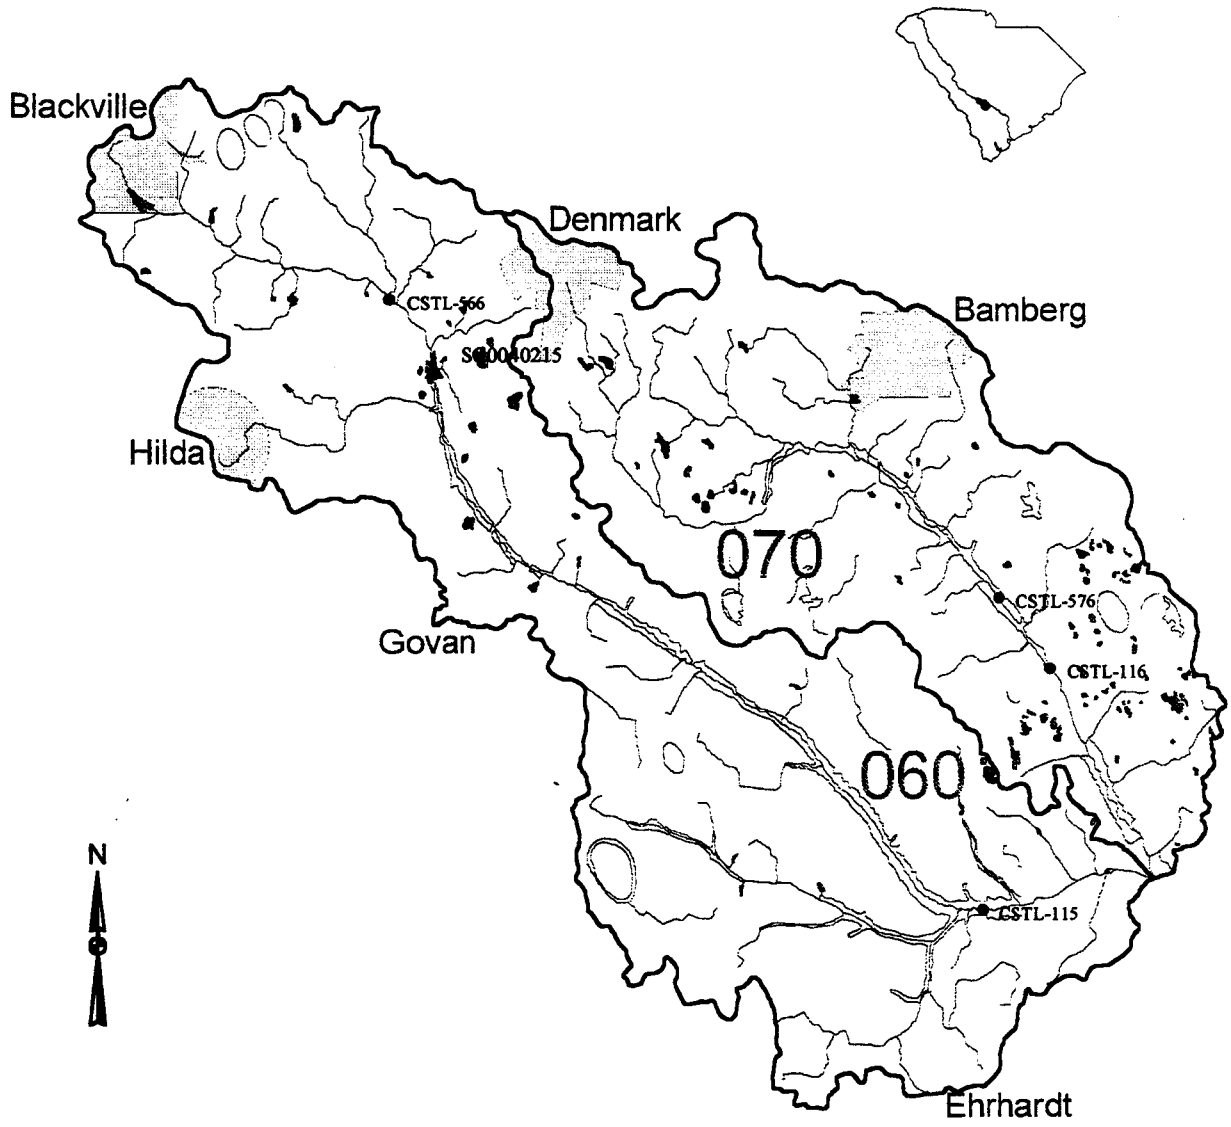 Blackville
Denmark
Bamberg
CSTL-566
SC0040215
Hilda
070
CSTL-576
Govan
CSTL-116
060
N
CSTL-115
Ehrhardt